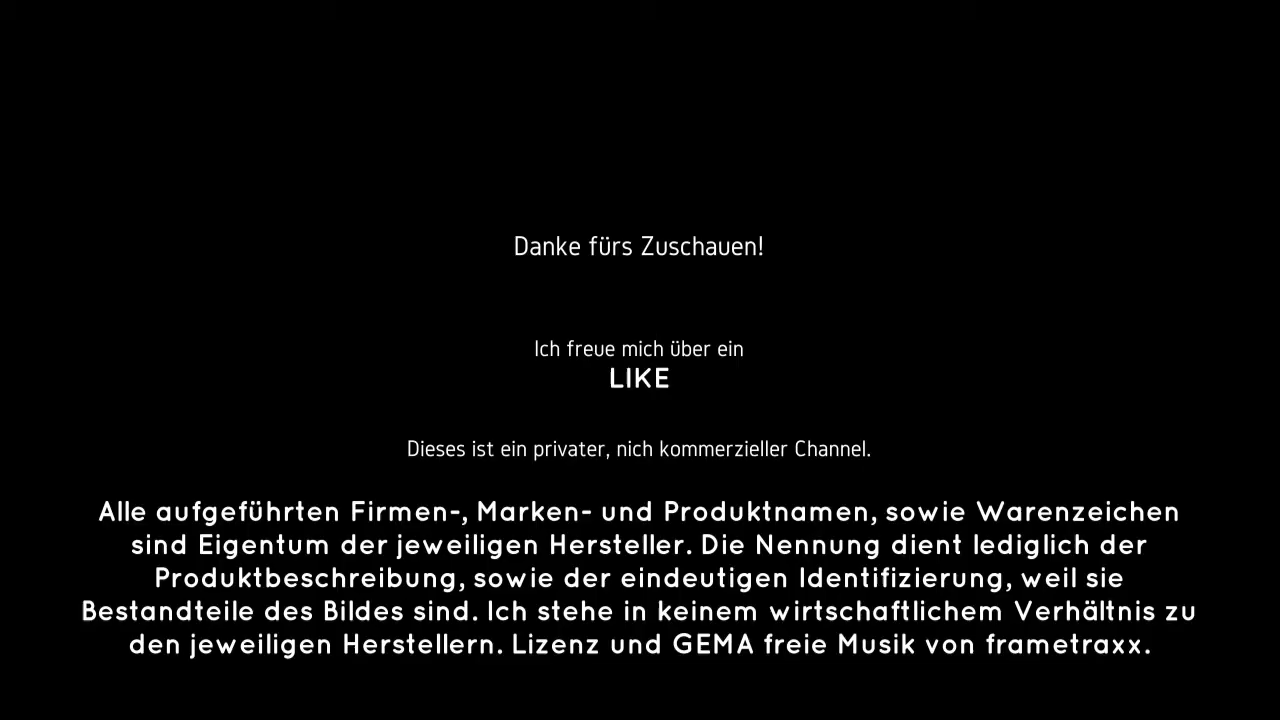 Danke fürs Zuschauen!
Ich freue mich über ein
LIKE
Dieses ist ein privater, nich kommerzieller Channel.
Alle aufgeführten Firmen-, Marken- und Produktnamen, sowie Warenzeichen
sind Eigentum der jeweiligen Hersteller. Die Nennung dient lediglich der
Produktbeschreibung, sowie der eindeutigen Identifizierung, weil sie
Bestandteile des Bildes sind. Ich stehe in keinem wirtschaftlichem Verhältnis zu
den jeweiligen Herstellern. Lizenz und GEMA freie Musik von frametraxx.